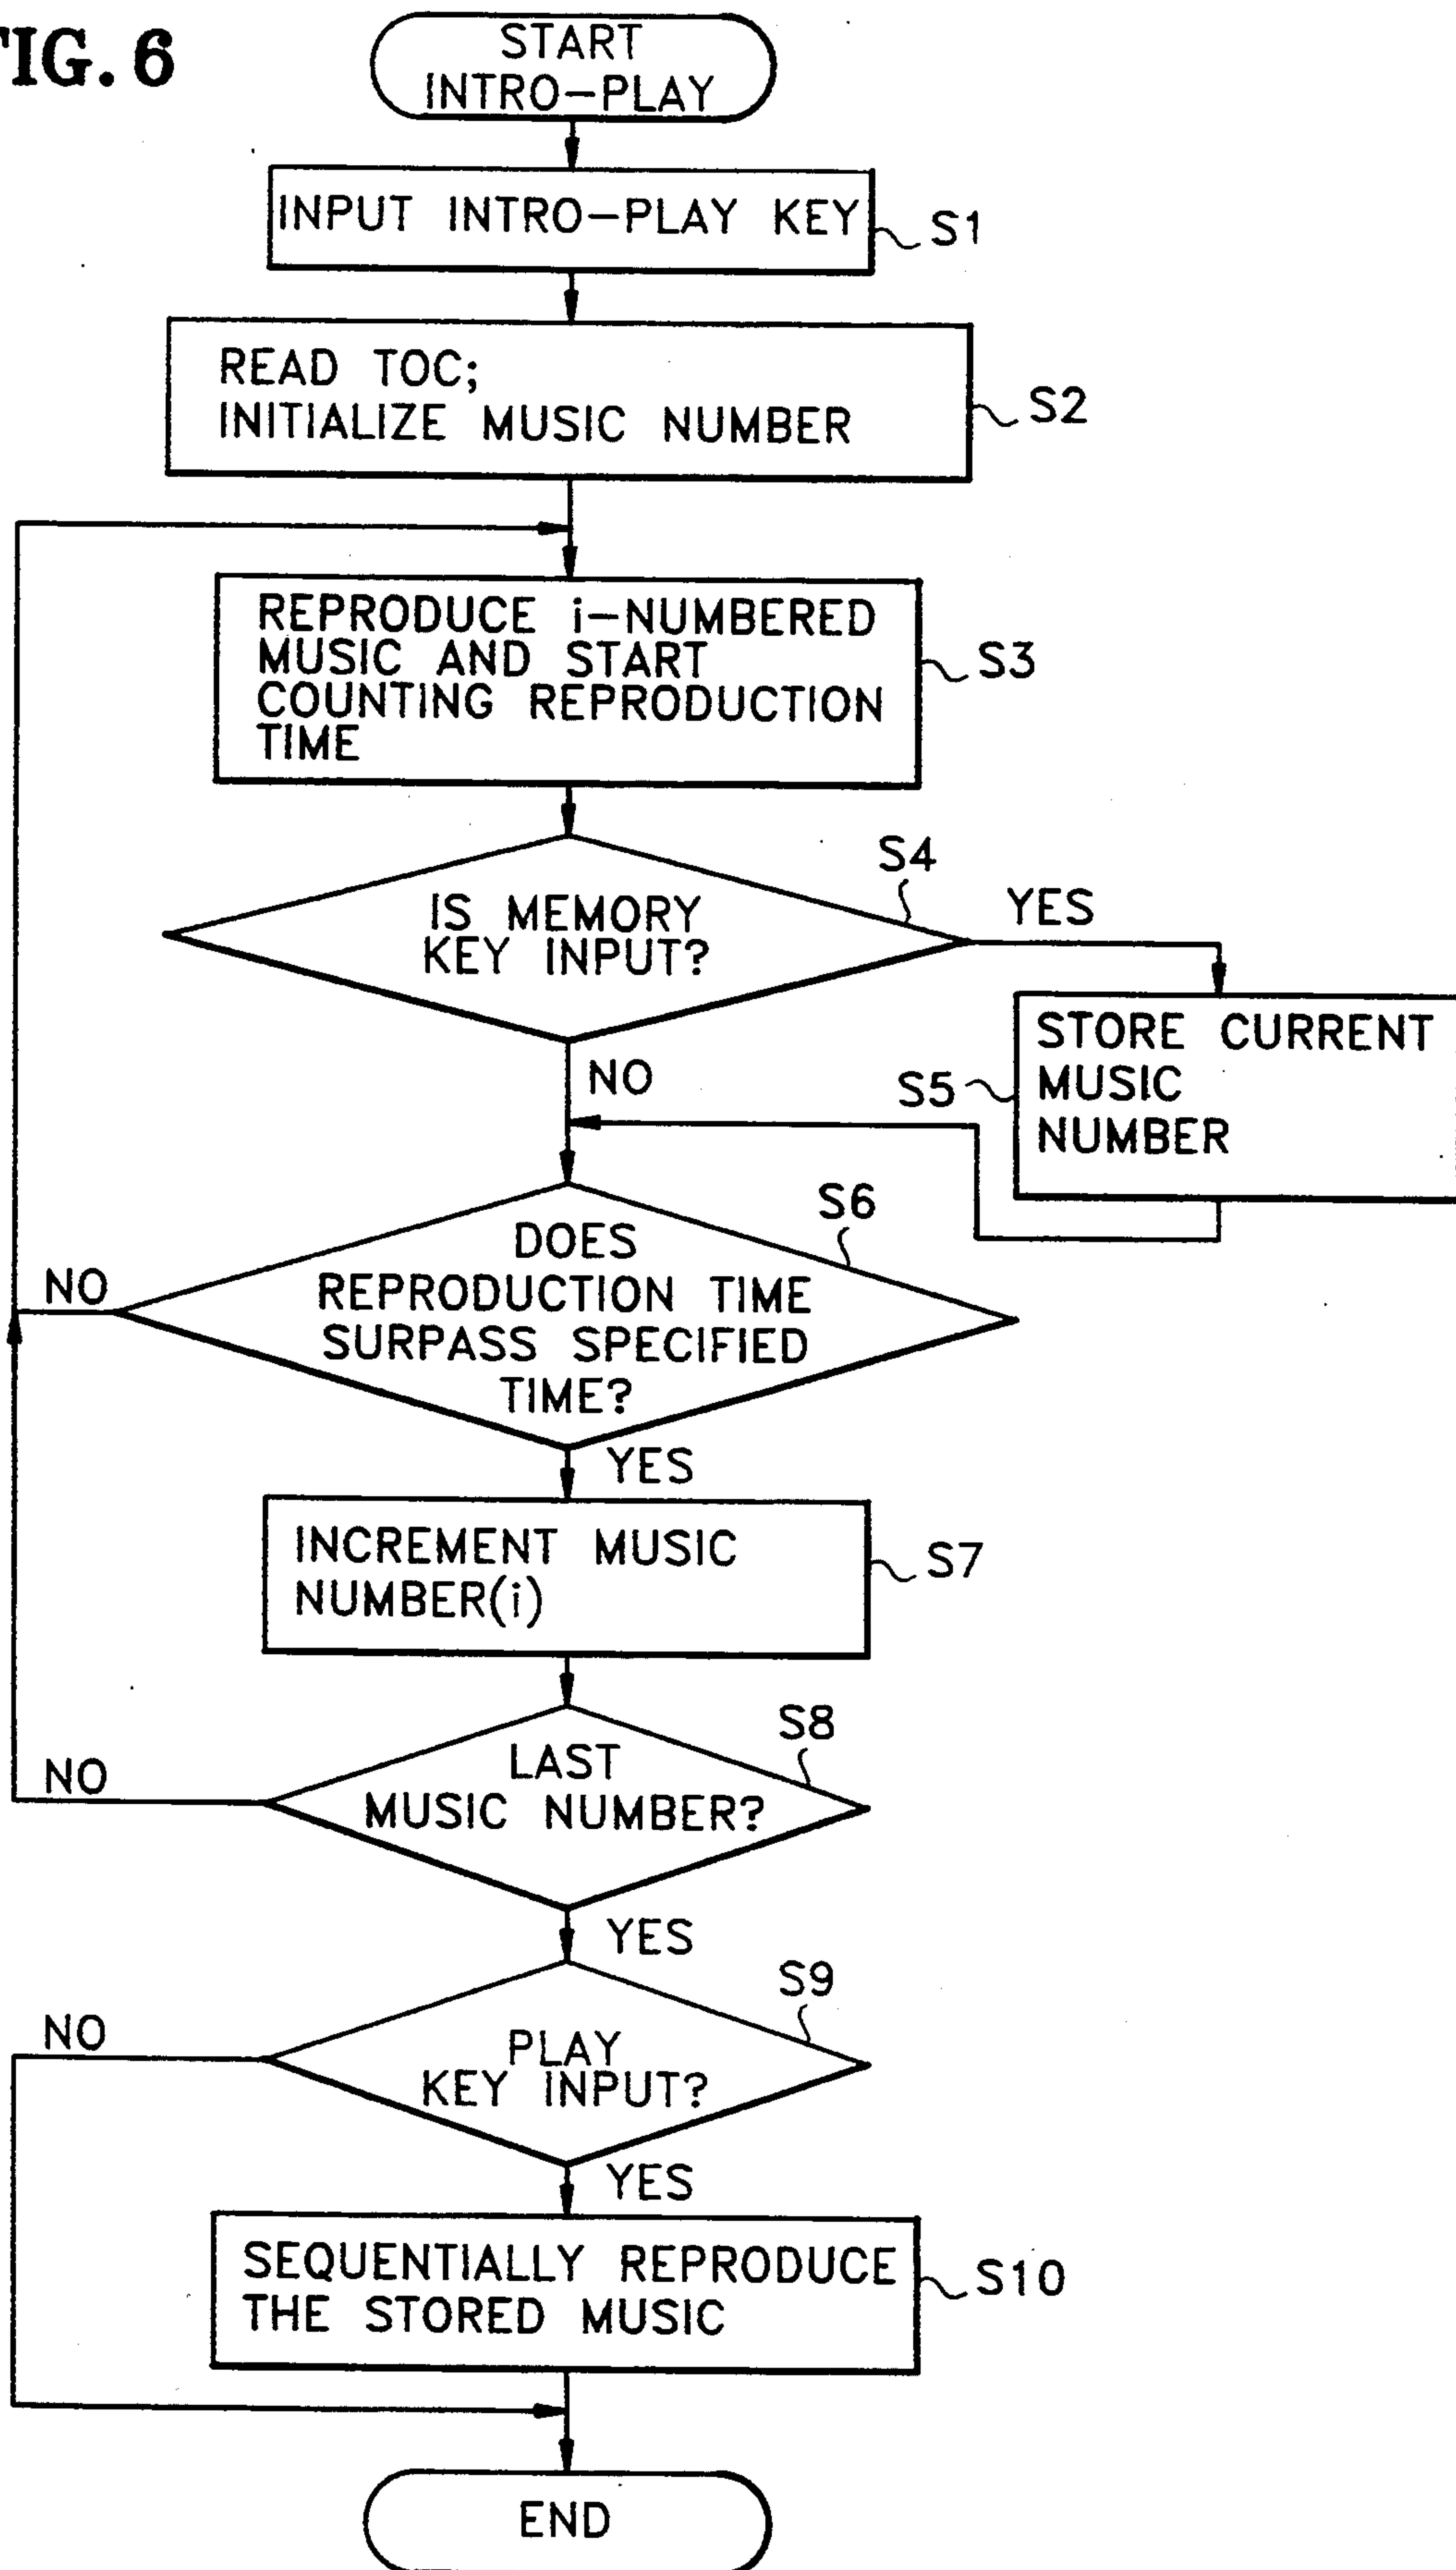 FIG. 6
START
INTRO-PLAY
INPUT INTRO-PLAY KEY
S1
READ TOC;
INITIALIZE MUSIC NUMBER
S2
REPRODUCE i-NUMBERED
MUSIC AND START
COUNTING REPRODUCTION
TIME
S3
IS MEMORY
KEY INPUT?
S4
YES
NO
STORE CURRENT
MUSIC
NUMBER
S5
DOES
REPRODUCTION TIME
SURPASS SPECIFIED
TIME?
S6
NO
YES
INCREMENT MUSIC
NUMBER(i)
S7
LAST
MUSIC NUMBER?
S8
NO
YES
PLAY
KEY INPUT?
S9
NO
YES
SEQUENTIALLY REPRODUCE
THE STORED MUSIC
S10
END